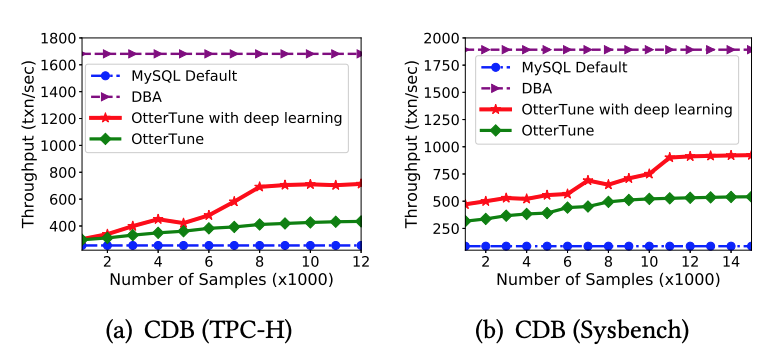 1800
1600
1400
1200
1000
800
600
400
Throughput (txn/sec)
MySQL Default
DBA
OtterTune with deep learning
OtterTune
2 4 6 8 10 12
Number of Samples (x1000)
(a) CDB (TPC-H)
2000
1750
1500
1250
1000
750
500
250
Throughput (txn/sec)
MySQL Default
DBA
OtterTune with deep learning
OtterTune
2 4 6 8 10 12 14
Number of Samples (x1000)
(b) CDB (Sysbench)